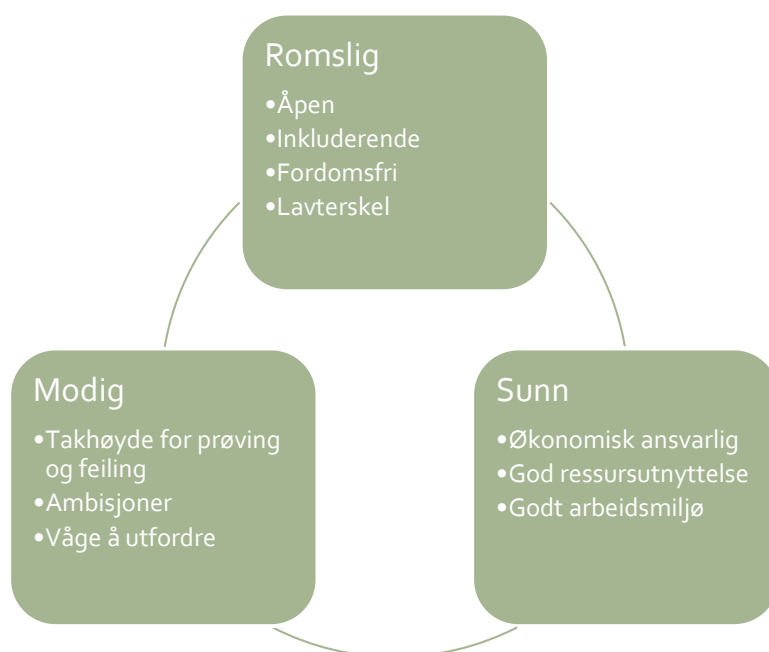 Romslig
•Åpen
•Inkluderende
•Fordomsfri
•Lavterskel
Modig
•Takhøyde for prøving
og feiling
•Ambisjoner
•Våge å utfordre
Sunn
•Økonomisk ansvarlig
•God ressursutnyttelse
•Godt arbeidsmiljø